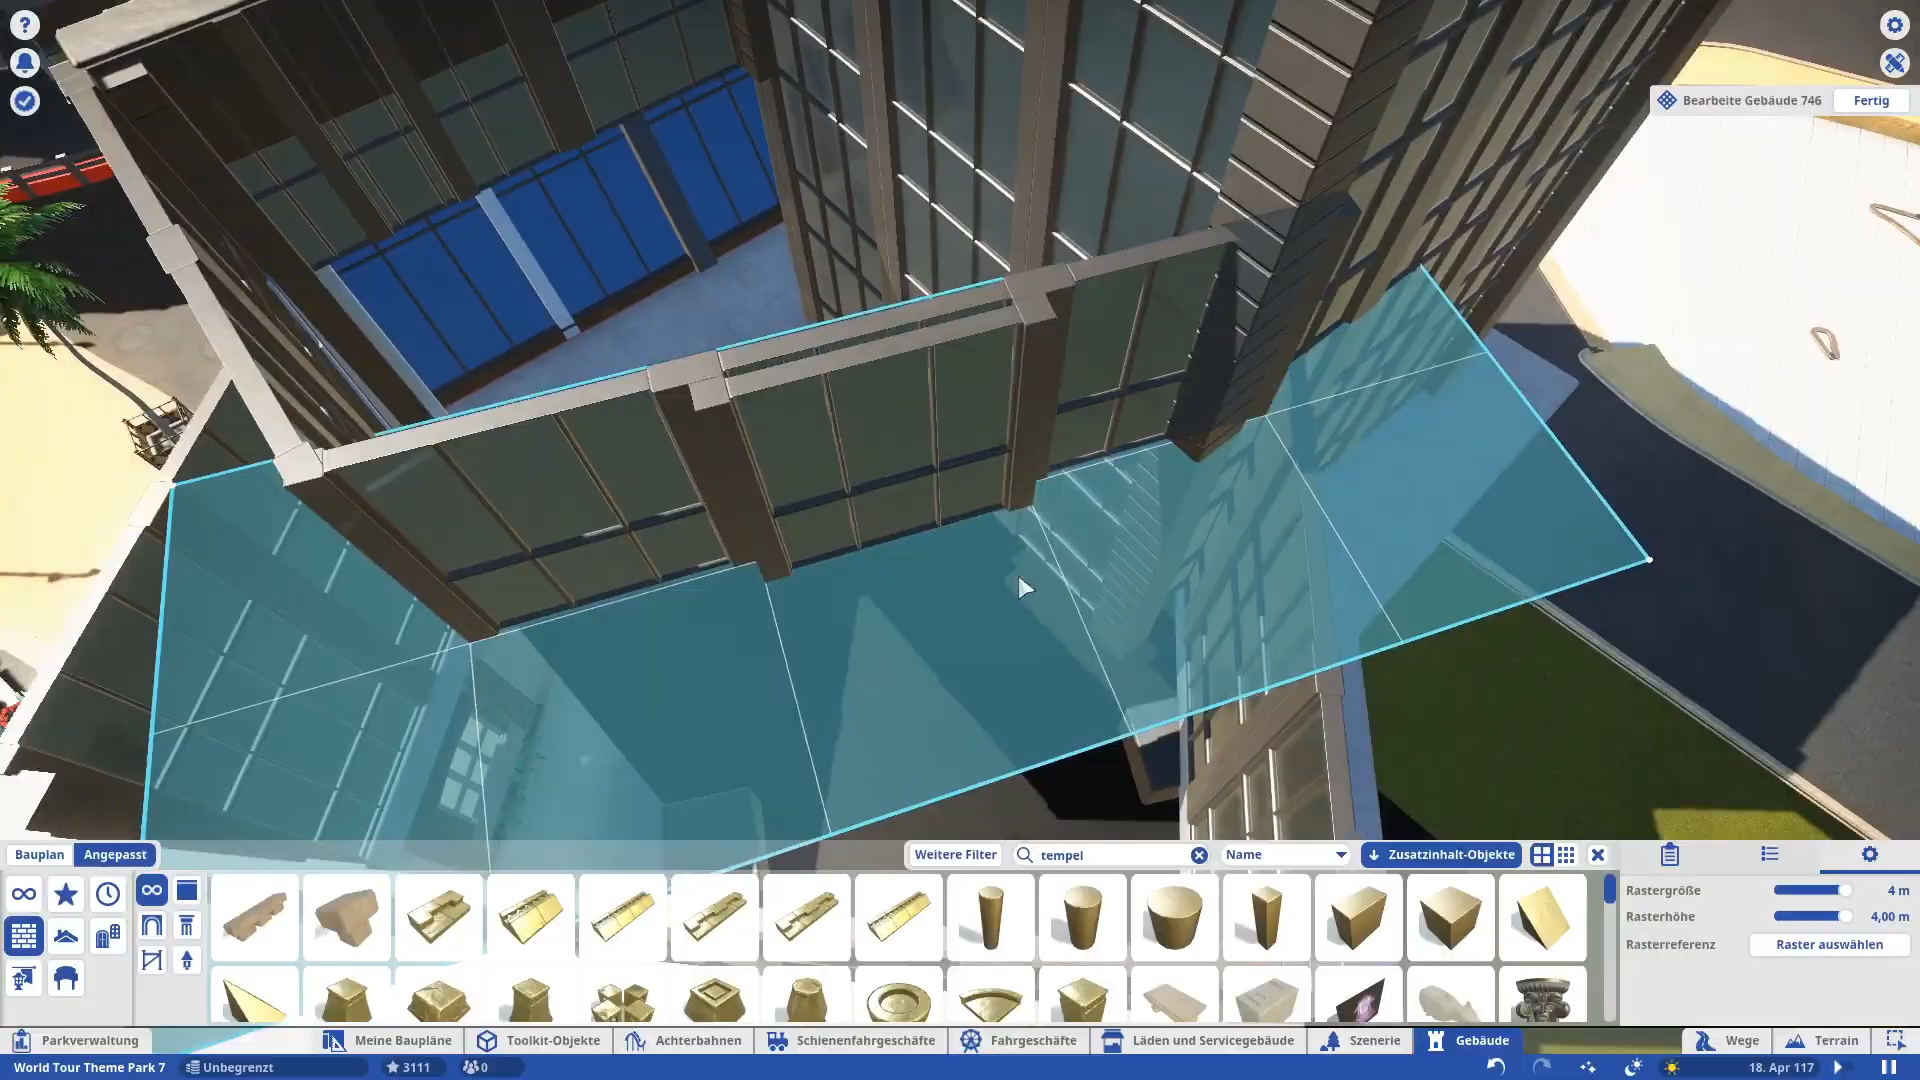 ?
Bearbeite Gebäude 746
Fertig
Bauplan
Angepasst
Weitere Filter
tempel
Name
Zusatzinhalt-Objekte
Rastergröße
4 m
Rasterhöhe
4,00 m
Rasterreferenz
Raster auswählen
Parkverwaltung
Meine Baupläne
Toolkit-Objekte
Achterbahnen
Schienenfahrgeschäfte
Fahrgeschäfte
Läden und Servicegebäude
Szenerie
Gebäude
Wege
Terrain
World Tour Theme Park 7
Unbegrenzt
3111
0
18. Apr 117